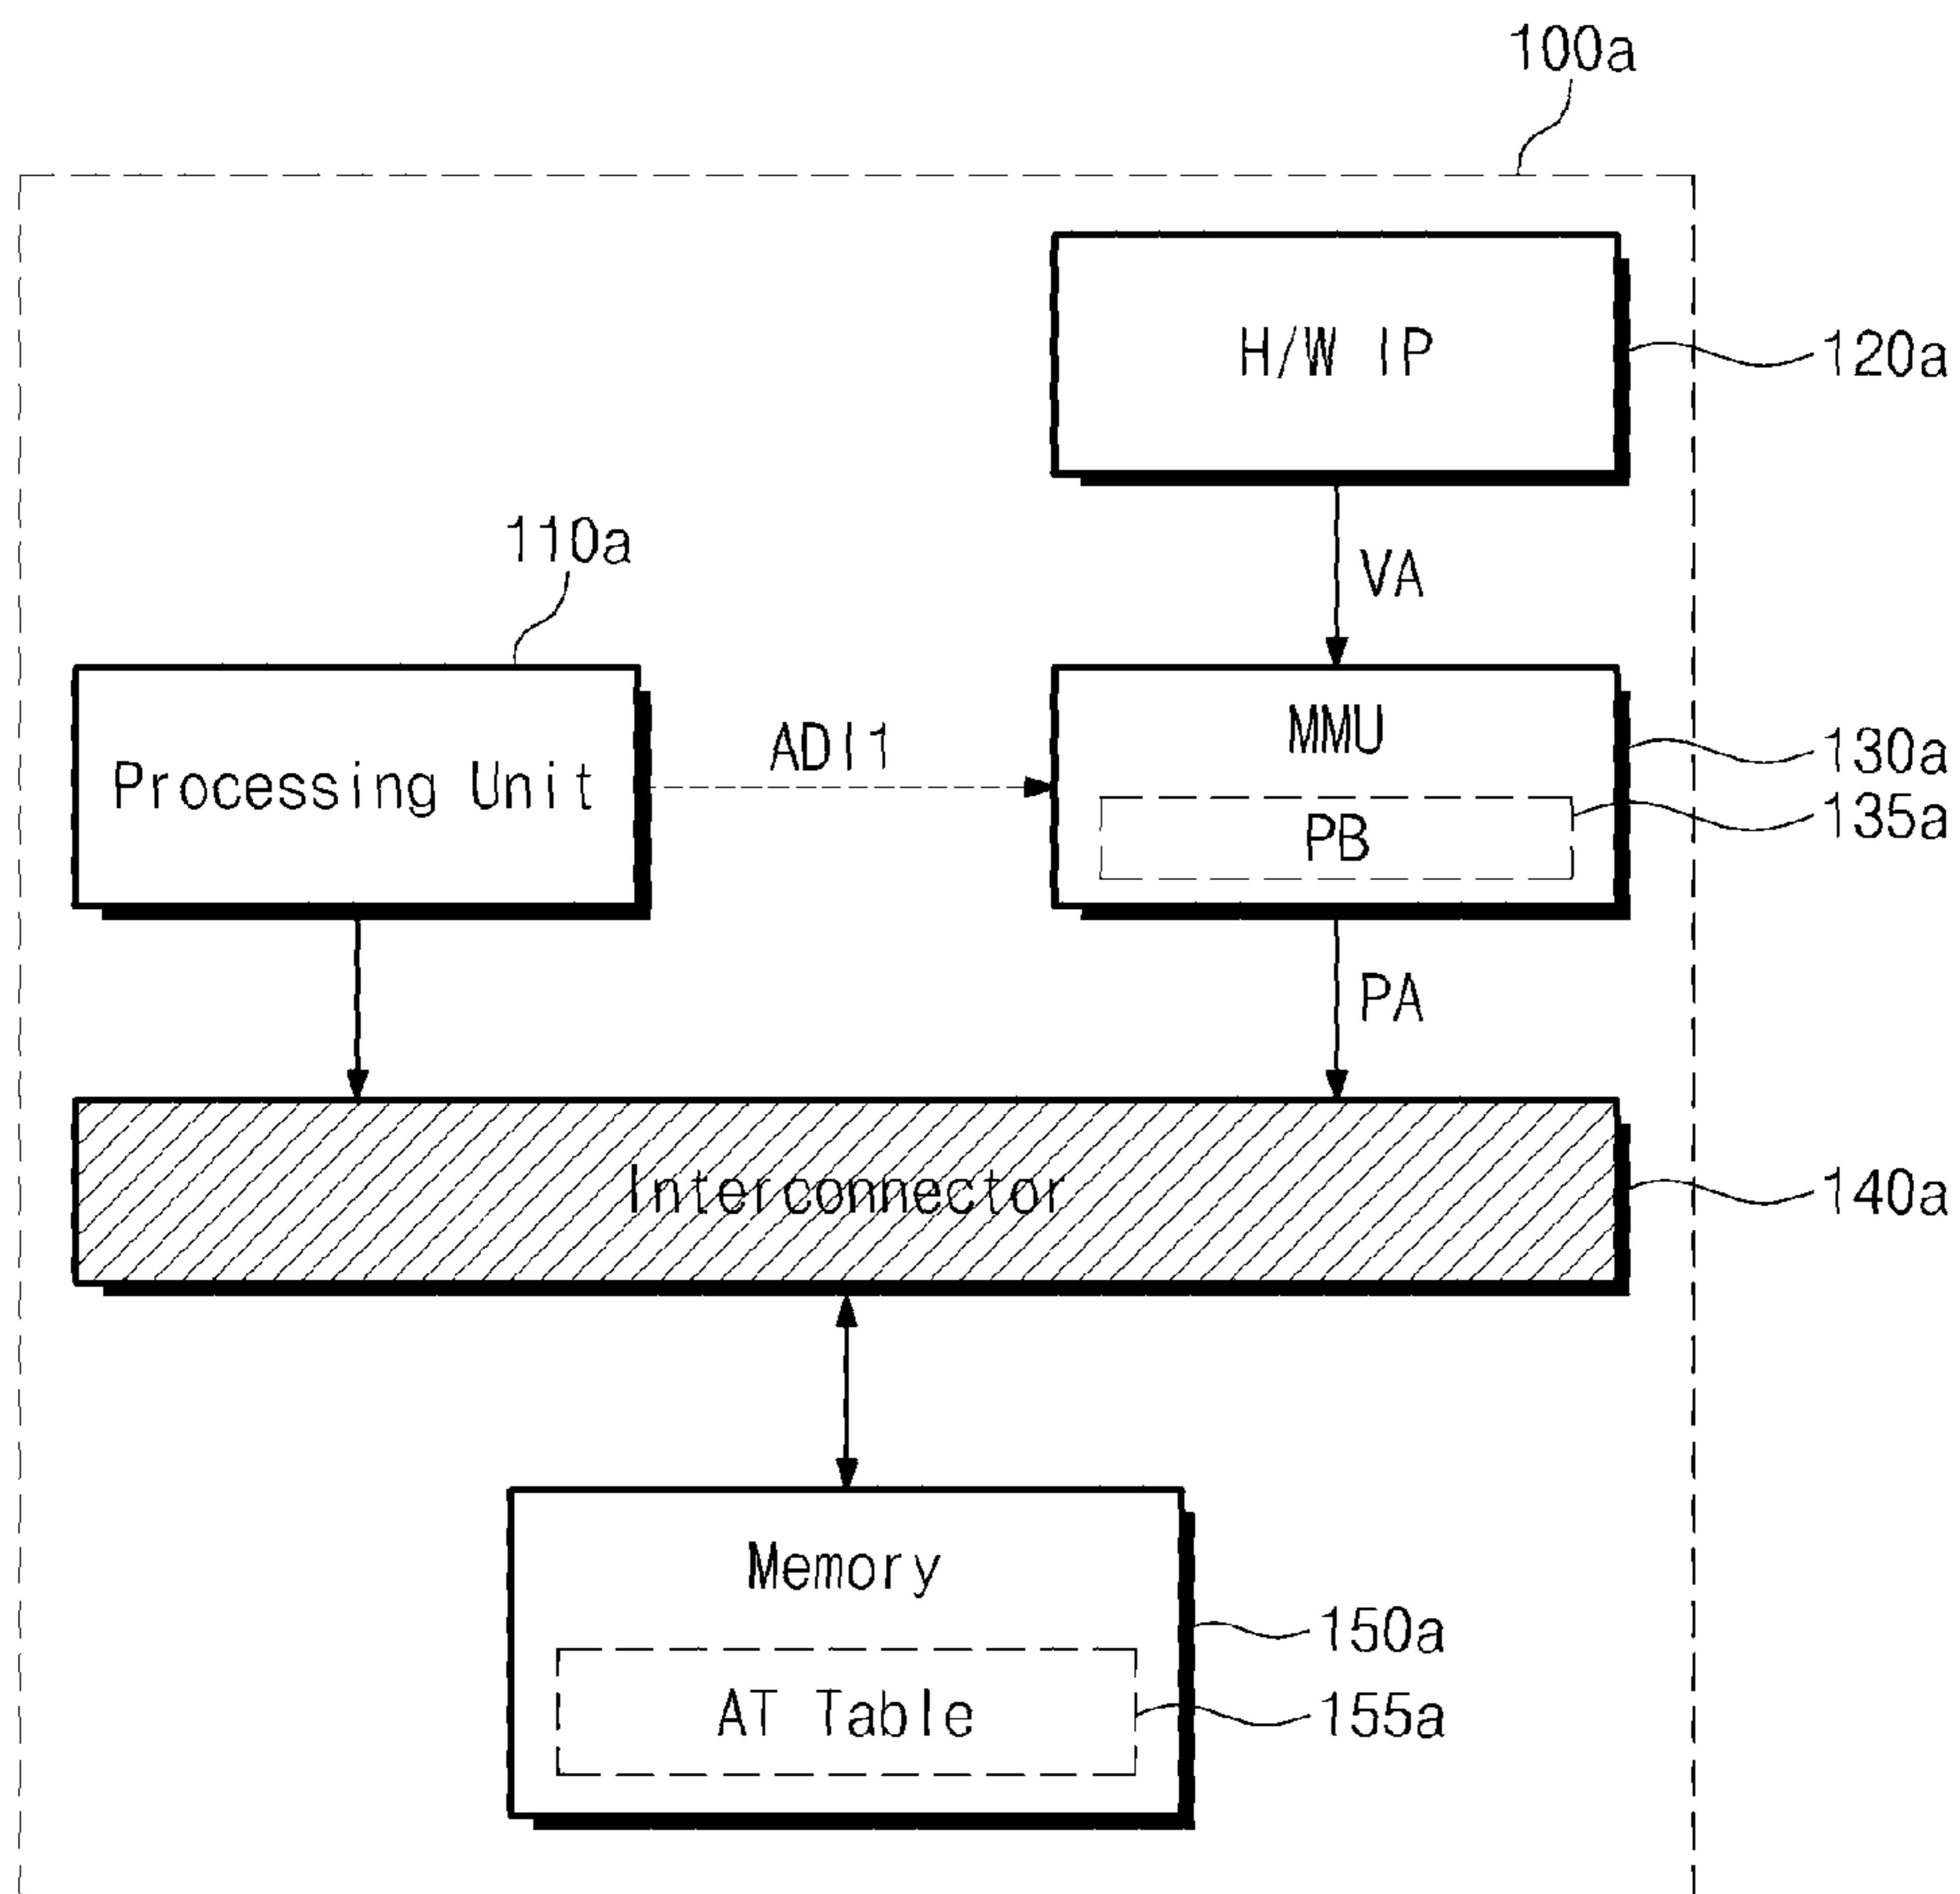 100a
H/W IP
120a
110a
VA
Processing Unit
ADI1
MMU
130a
PB
135a
PA
Interconnector
140a
Memory
150a
AT Table
155a